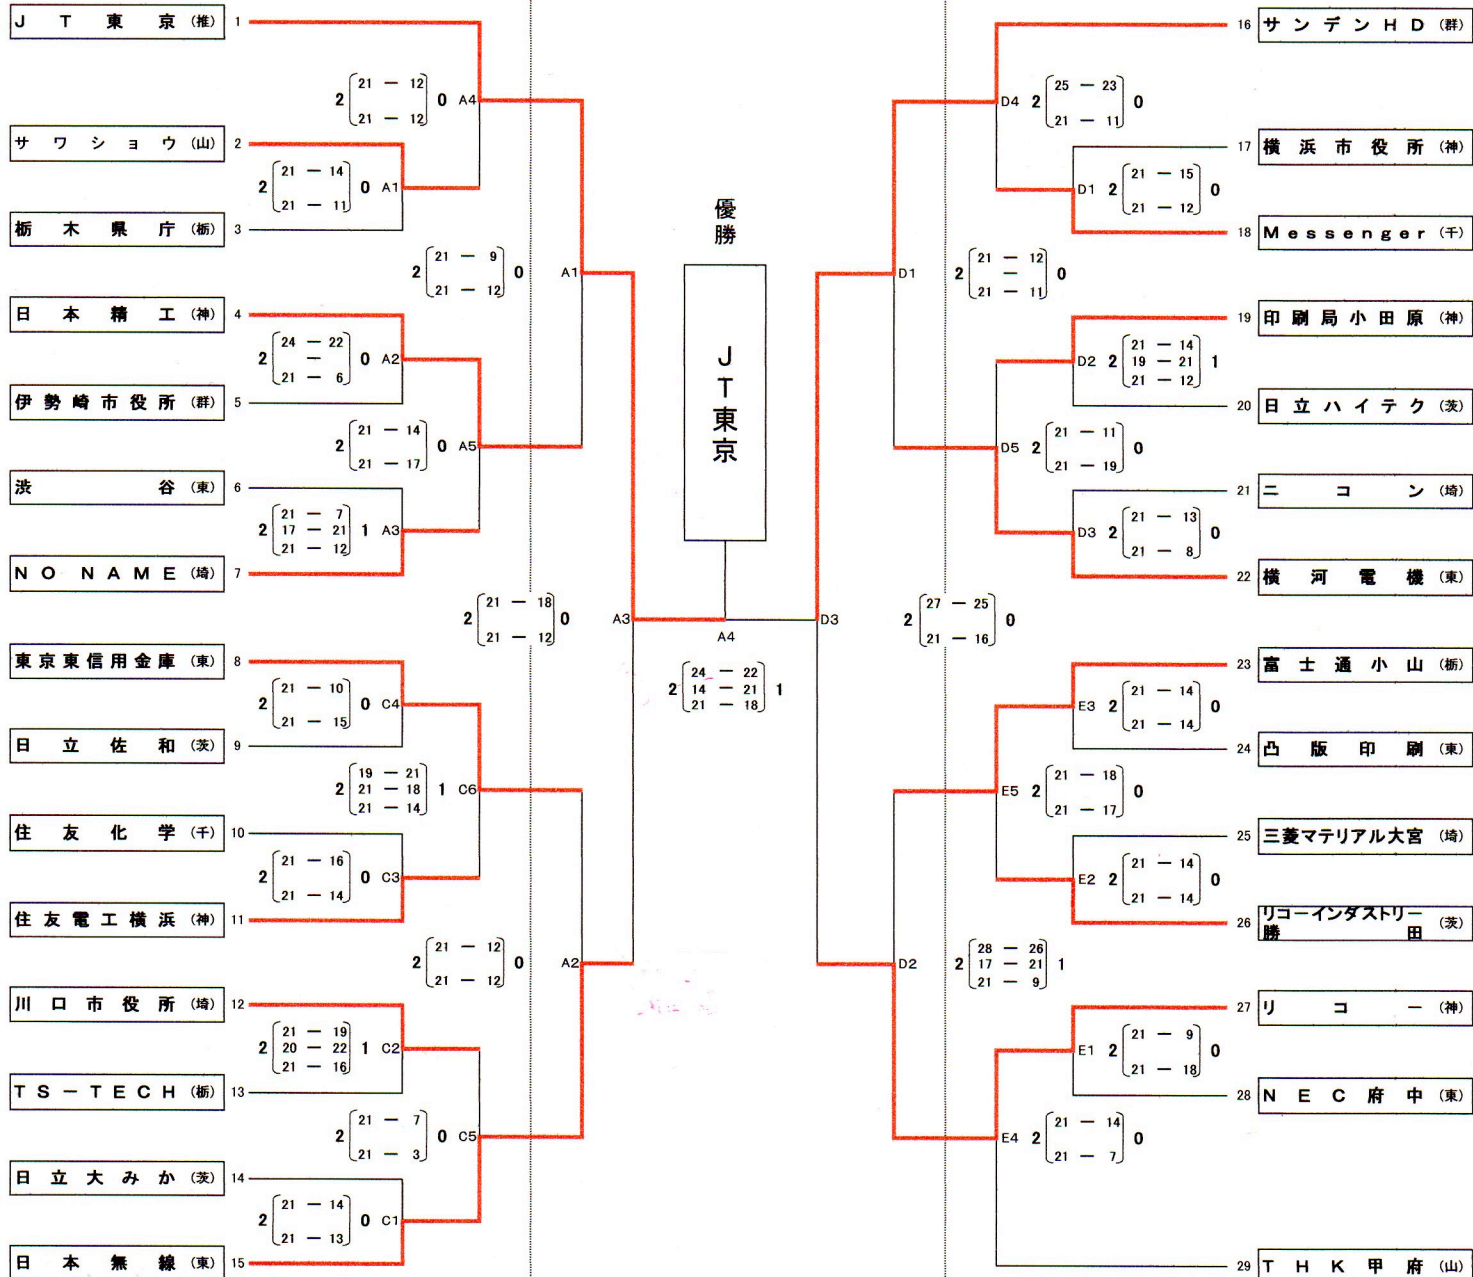 JT東京 (推) 1
2 21 － 12 0 A4
21 － 12
サワショウ (山) 2
2 21 － 14 0 A1
21 － 11
栃木県庁 (栃) 3
2 21 － 9 0 A1
21 － 12
日本精工 (神) 4
2 24 － 22 0 A2
－
21 － 6
伊勢崎市役所 (群) 5
2 21 － 14 0 A5
21 － 17
渋谷 (東) 6
2 21 － 7 1 A3
17 － 21
21 － 12
NO NAME (埼) 7
2 21 － 18 0 A3
21 － 12
東京東信用金庫 (東) 8
2 21 － 10 0 C4
21 － 15
日立佐和 (茨) 9
2 19 － 21 1 C6
21 － 18
21 － 14
住友化学 (千) 10
2 21 － 16 0 C3
21 － 14
住友電工横浜 (神) 11
2 21 － 12 0 A2
21 － 12
川口市役所 (埼) 12
2 21 － 19 1 C2
20 － 22
21 － 16
TS－TECH (栃) 13
2 21 － 7 0 C5
21 － 3
日立大みか (茨) 14
2 21 － 14 0 C1
21 － 13
日本無線 (東) 15
優勝
JT東京
A4
2 24 － 22 1
14 － 21
21 － 18
16 サンデンHD (群)
D4 2 25 － 23 0
21 － 11
17 横浜市役所 (神)
D1 2 21 － 15 0
21 － 12
18 Messenger (千)
D1 2 21 － 12 0
－
21 － 11
19 印刷局小田原 (神)
D2 2 21 － 14 1
19 － 21
21 － 12
20 日立ハイテク (茨)
D5 2 21 － 11 0
21 － 19
21 ニコン (埼)
D3 2 21 － 13 0
21 － 8
22 横河電機 (東)
D3 2 27 － 25 0
21 － 16
23 富士通小山 (栃)
E3 2 21 － 14 0
21 － 14
24 凸版印刷 (東)
E5 2 21 － 18 0
21 － 17
25 三菱マテリアル大宮 (埼)
E2 2 21 － 14 0
21 － 14
26 リコーインダストリー勝田 (茨)
D2 2 28 － 26 1
17 － 21
21 － 9
27 リコー (神)
E1 2 21 － 9 0
21 － 18
28 NEC府中 (東)
E4 2 21 － 14 0
21 － 7
29 THK甲府 (山)